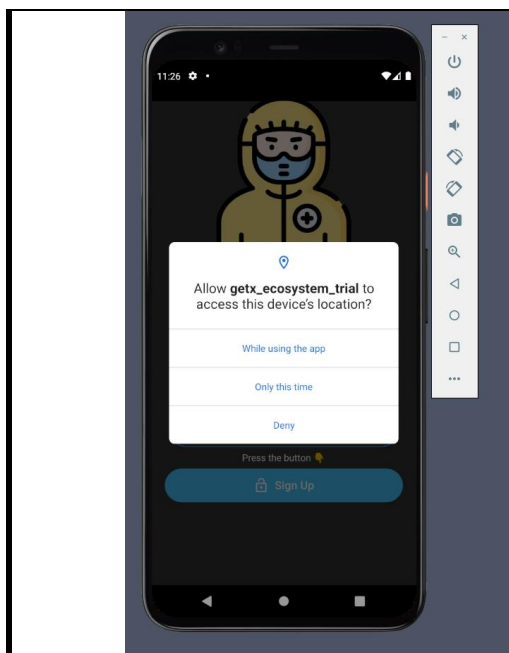 11:26
Allow getx_ecosystem_trial to
access this device's location?
While using the app
Only this time
Deny
Press the button 👇
Sign Up